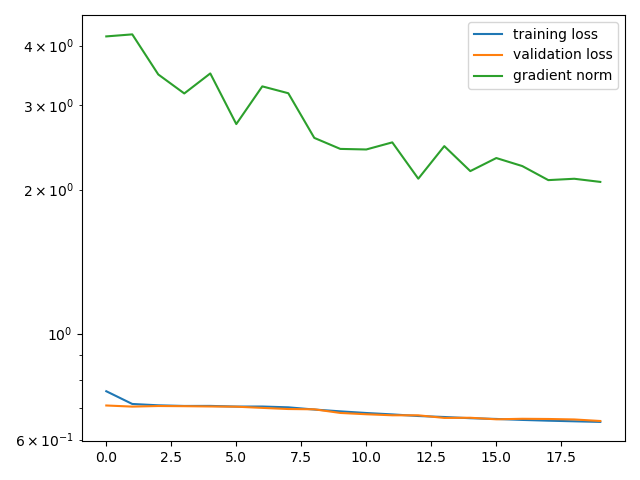 training loss
validation loss
gradient norm
4 × 10⁰
3 × 10⁰
2 × 10⁰
10⁰
6 × 10⁻¹
0.0 2.5 5.0 7.5 10.0 12.5 15.0 17.5